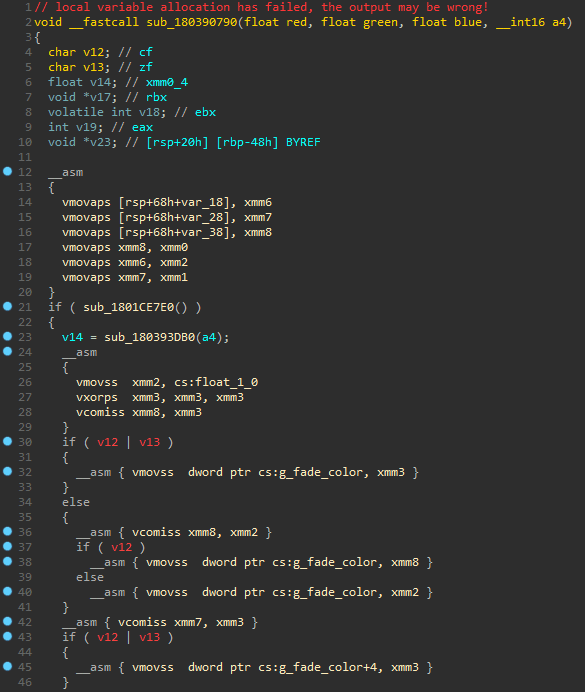 1 // local variable allocation has failed, the output may be wrong!
2 void __fastcall sub_180390790(float red, float green, float blue, __int16 a4)
3 {
4 char v12; // cf
5 char v13; // zf
6 float v14; // xmm0_4
7 void *v17; // rbx
8 volatile int v18; // ebx
9 int v19; // eax
10 void *v23; // [rsp+20h] [rbp-48h] BYREF
11
12 __asm
13 {
14 vmovaps [rsp+68h+var_18], xmm6
15 vmovaps [rsp+68h+var_28], xmm7
16 vmovaps [rsp+68h+var_38], xmm8
17 vmovaps xmm8, xmm0
18 vmovaps xmm6, xmm2
19 vmovaps xmm7, xmm1
20 }
21 if ( sub_1801CE7E0() )
22 {
23 v14 = sub_180393DB0(a4);
24 __asm
25 {
26 vmovss xmm2, cs:float_1_0
27 vxorps xmm3, xmm3, xmm3
28 vcomiss xmm8, xmm3
29 }
30 if ( v12 | v13 )
31 {
32 __asm { vmovss dword ptr cs:g_fade_color, xmm3 }
33 }
34 else
35 {
36 __asm { vcomiss xmm8, xmm2 }
37 if ( v12 )
38 __asm { vmovss dword ptr cs:g_fade_color, xmm8 }
39 else
40 __asm { vmovss dword ptr cs:g_fade_color, xmm2 }
41 }
42 __asm { vcomiss xmm7, xmm3 }
43 if ( v12 | v13 )
44 {
45 __asm { vmovss dword ptr cs:g_fade_color+4, xmm3 }
46 }